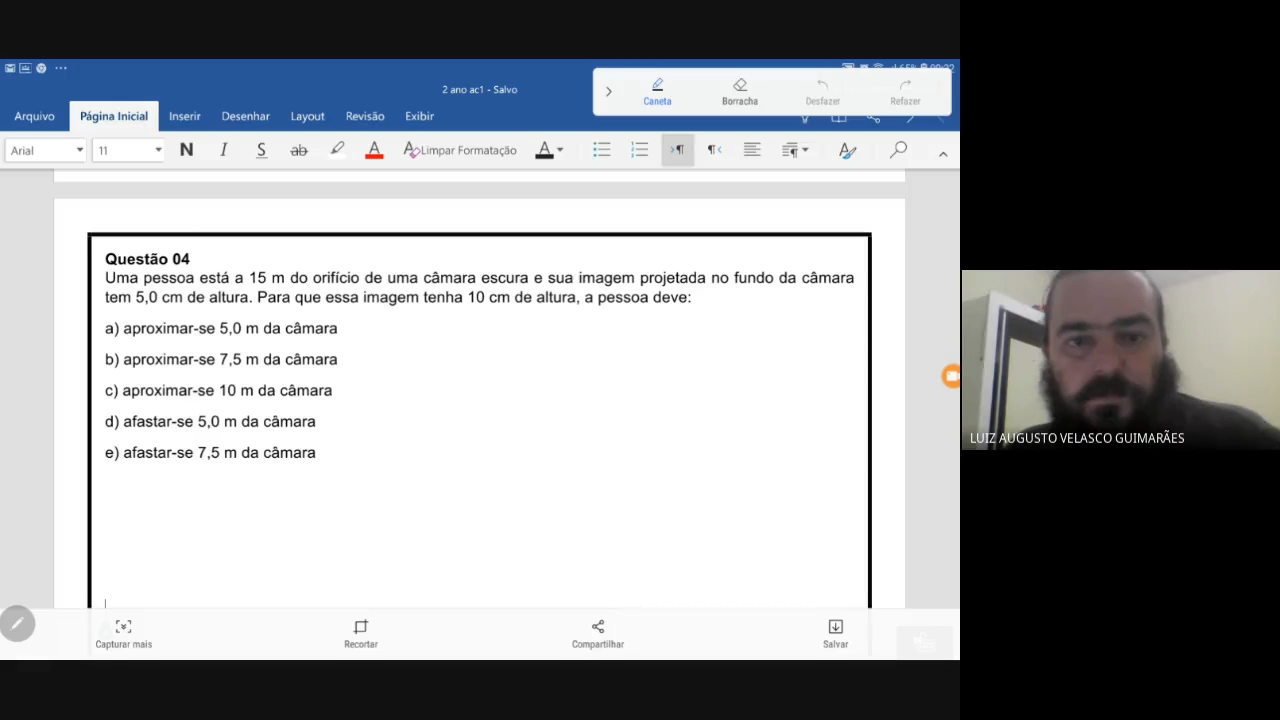 2 ano ac1 - Salvo
Caneta
Borracha
Desfazer
Refazer
Arquivo
Página Inicial
Inserir
Desenhar
Layout
Revisão
Exibir
Arial
11
N
I
S
ab
A
Limpar Formatação
A
Questão 04
Uma pessoa está a 15 m do orifício de uma câmara escura e sua imagem projetada no fundo da câmara
tem 5,0 cm de altura. Para que essa imagem tenha 10 cm de altura, a pessoa deve:
a) aproximar-se 5,0 m da câmara
b) aproximar-se 7,5 m da câmara
c) aproximar-se 10 m da câmara
d) afastar-se 5,0 m da câmara
e) afastar-se 7,5 m da câmara
LUIZ AUGUSTO VELASCO GUIMARÃES
Capturar mais
Recortar
Compartilhar
Salvar